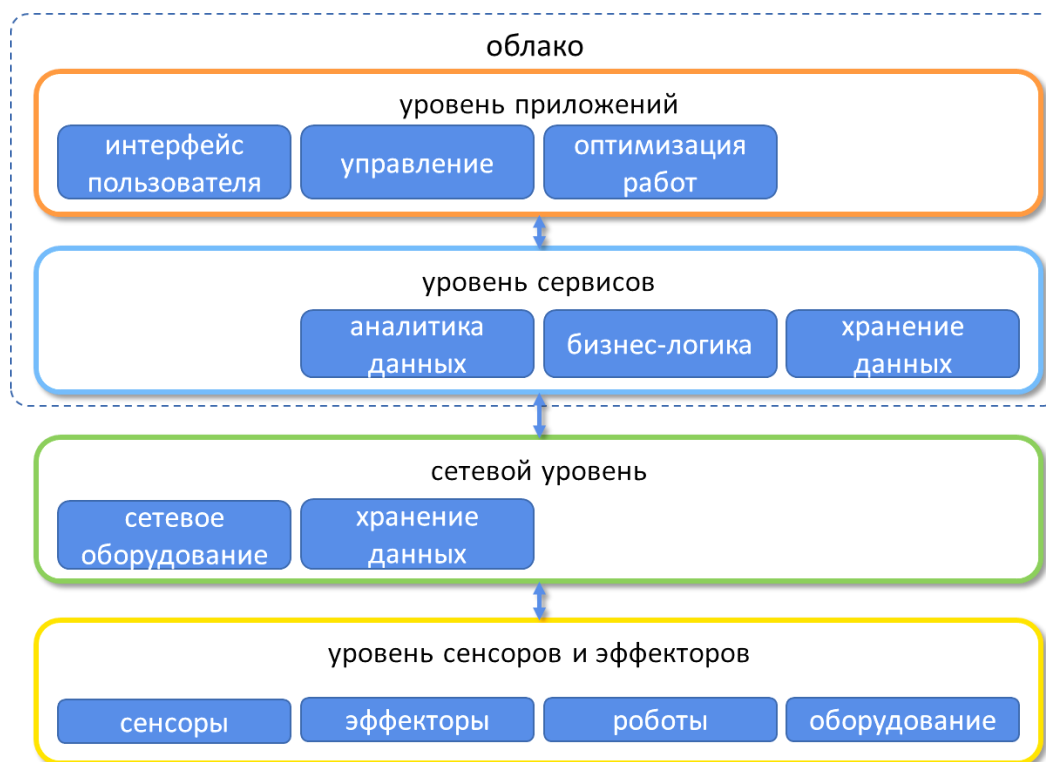 облако
уровень приложений
интерфейс
пользователя
управление
оптимизация
работ
уровень сервисов
аналитика
данных
бизнес-логика
хранение
данных
сетевой уровень
сетевое
оборудование
хранение
данных
уровень сенсоров и эффекторов
сенсоры
эффекторы
роботы
оборудование